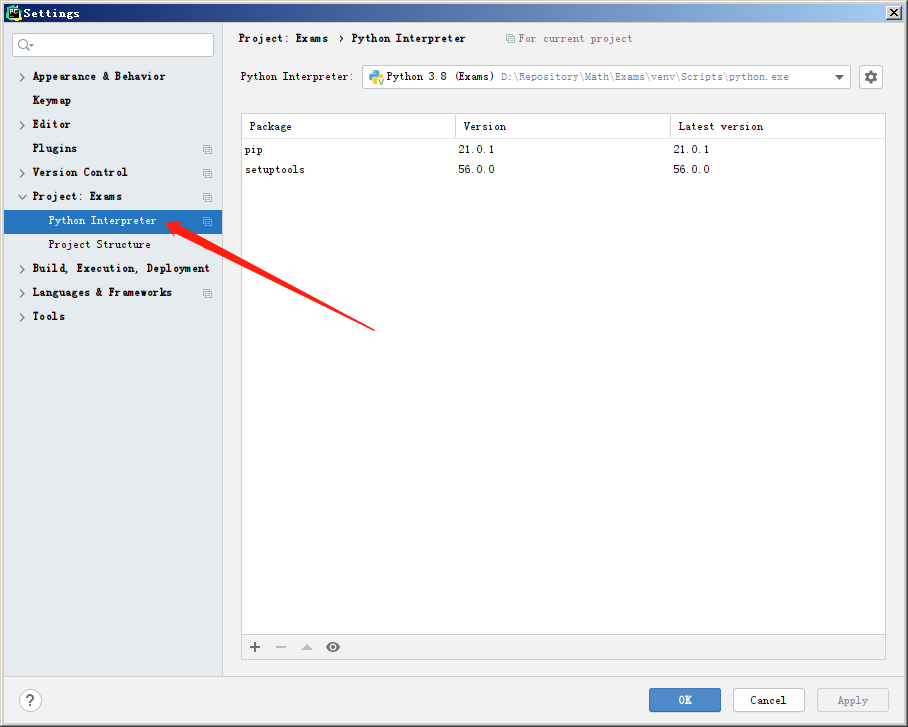 PC Settings
Project: Exams › Python Interpreter For current project
Python Interpreter: Python 3.8 (Exams) D:\Repository\Math\Exams\venv\Scripts\python.exe
Appearance & Behavior
Keymap
Editor
Plugins
Version Control
Project: Exams
Python Interpreter
Project Structure
Build, Execution, Deployment
Languages & Frameworks
Tools
Package Version Latest version
pip 21.0.1 21.0.1
setuptools 56.0.0 56.0.0
? OK Cancel Apply